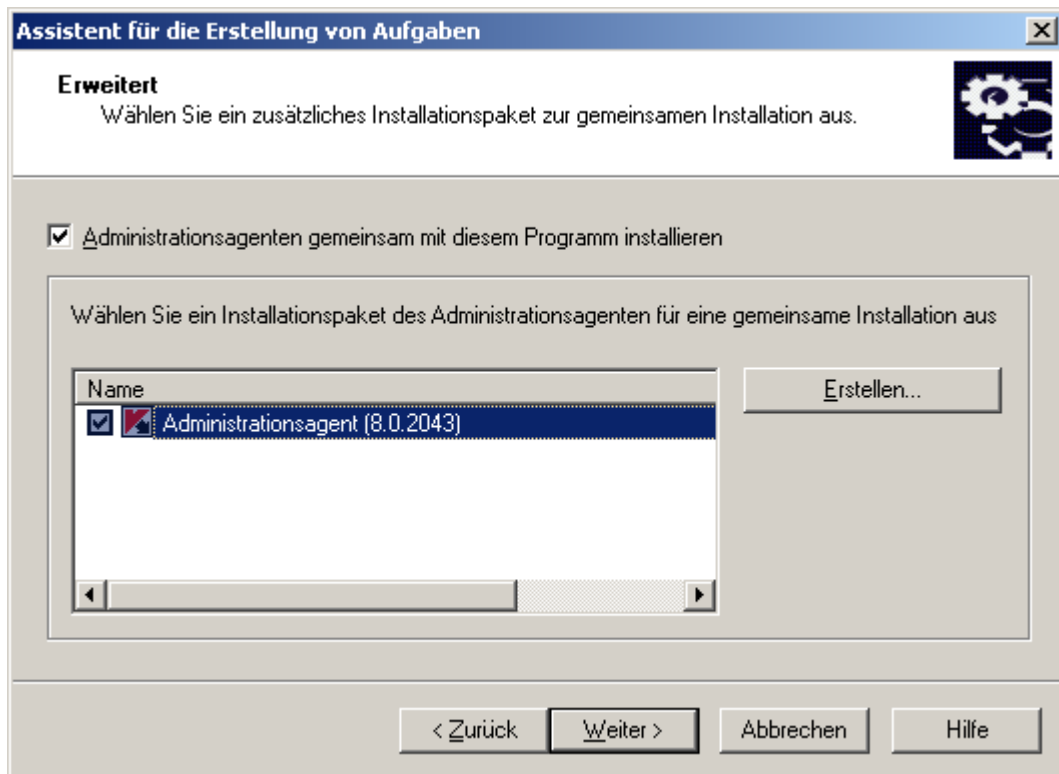 Assistent für die Erstellung von Aufgaben
Erweitert
Wählen Sie ein zusätzliches Installationspaket zur gemeinsamen Installation aus.
Administrationsagenten gemeinsam mit diesem Programm installieren
Wählen Sie ein Installationspaket des Administrationsagenten für eine gemeinsame Installation aus
Name
Erstellen...
Administrationsagent (8.0.2043)
< Zurück
Weiter >
Abbrechen
Hilfe